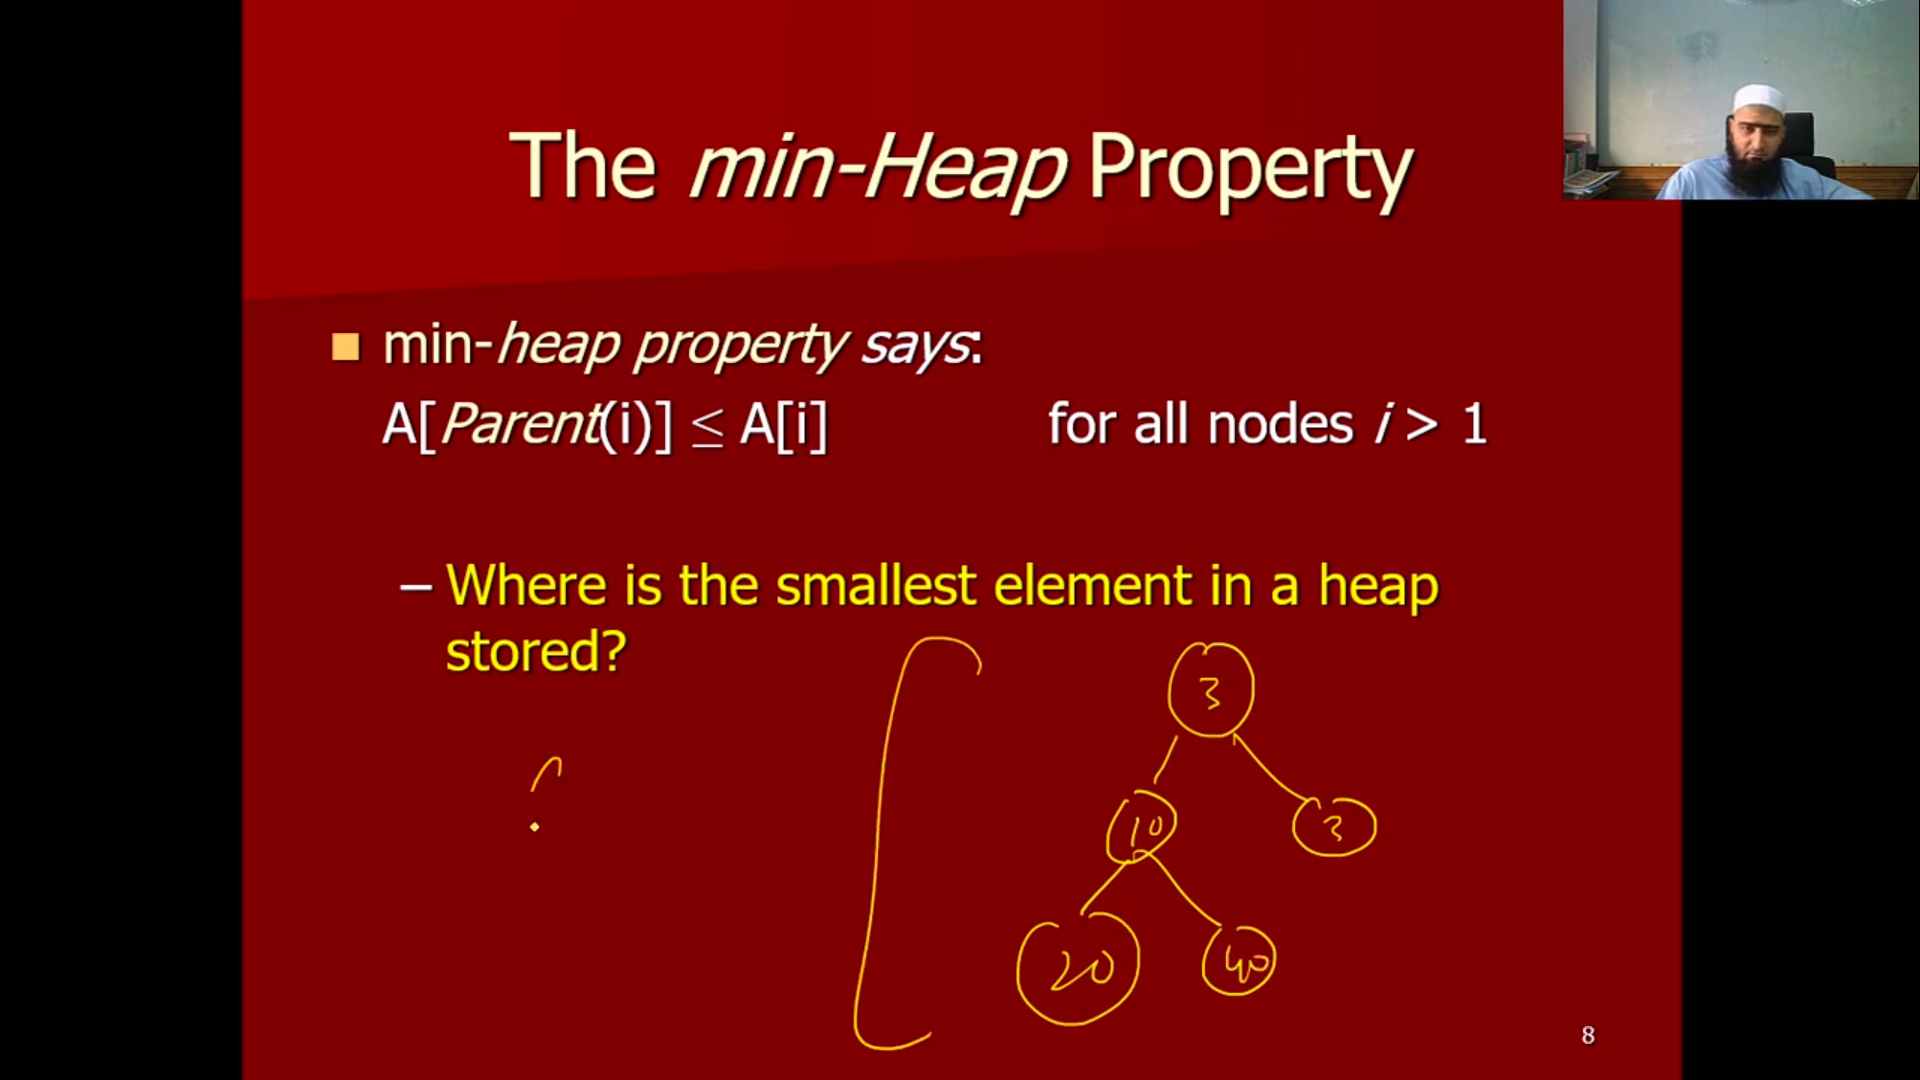 The min-Heap Property
min-heap property says:
A[Parent(i)] ≤ A[i] for all nodes i > 1
– Where is the smallest element in a heap
stored?
3
?
10 3
20 40
8